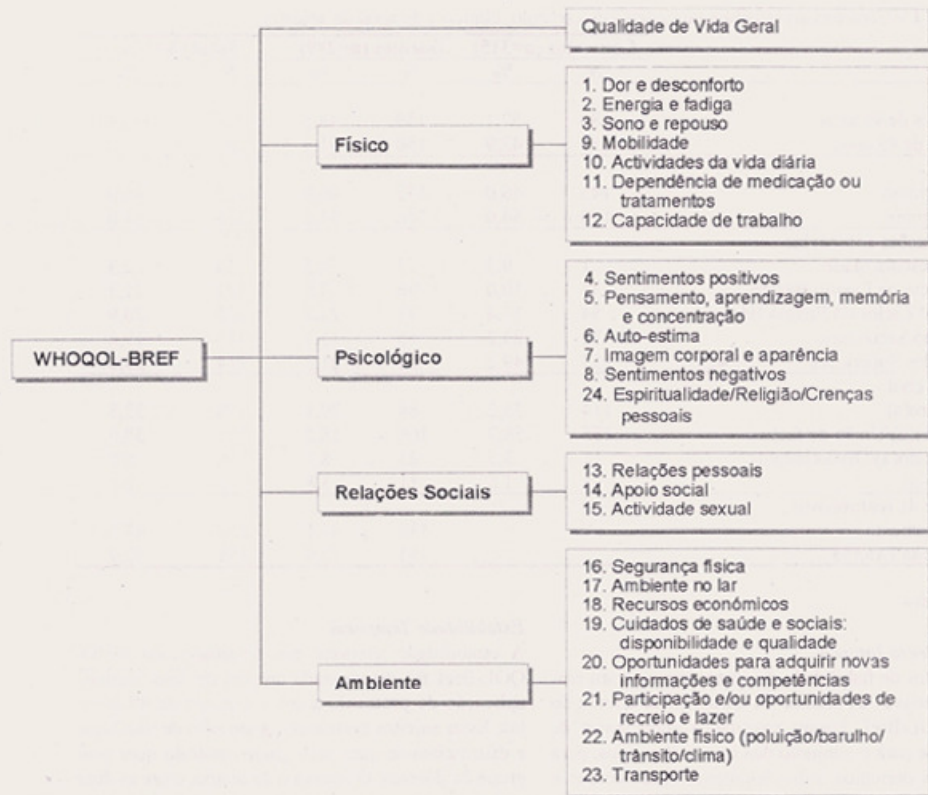 Qualidade de Vida Geral
Físico
1. Dor e desconforto
2. Energia e fadiga
3. Sono e repouso
9. Mobilidade
10. Actividades da vida diária
11. Dependência de medicação ou
tratamentos
12. Capacidade de trabalho
WHOQOL-BREF
Psicológico
4. Sentimentos positivos
5. Pensamento, aprendizagem, memória
e concentração
6. Auto-estima
7. Imagem corporal e aparência
8. Sentimentos negativos
24. Espiritualidade/Religião/Crenças
pessoais
Relações Sociais
13. Relações pessoais
14. Apoio social
15. Actividade sexual
Ambiente
16. Segurança física
17. Ambiente no lar
18. Recursos económicos
19. Cuidados de saúde e sociais:
disponibilidade e qualidade
20. Oportunidades para adquirir novas
informações e competências
21. Participação e/ou oportunidades de
recreio e lazer
22. Ambiente físico (poluição/barulho/
trânsito/clima)
23. Transporte